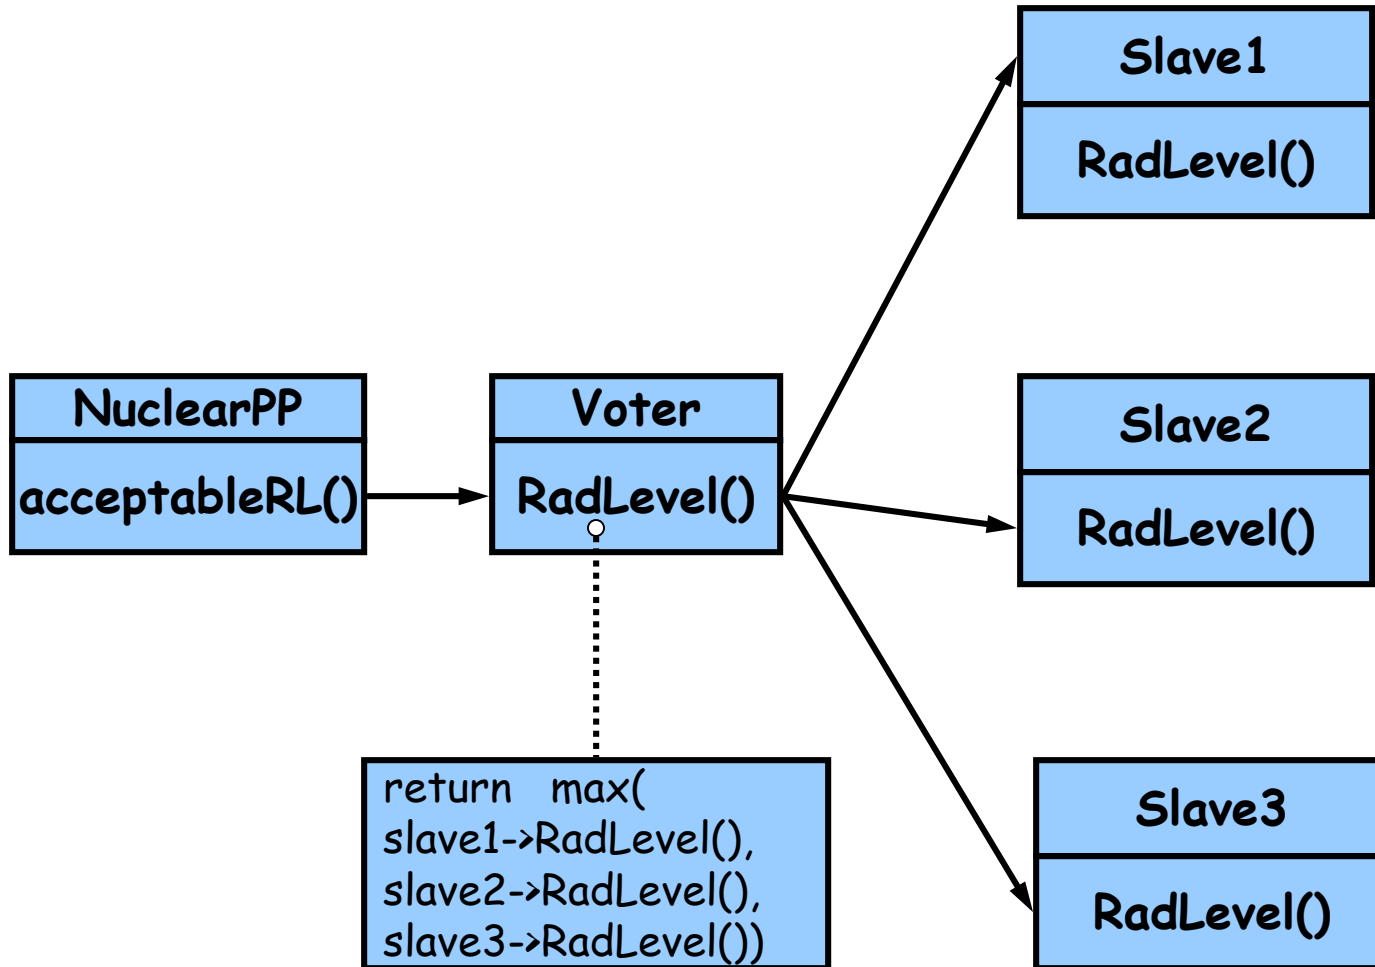 Slave1
RadLevel()
NuclearPP
acceptableRL()
Voter
RadLevel()
Slave2
RadLevel()
return max(
slave1->RadLevel(),
slave2->RadLevel(),
slave3->RadLevel())
Slave3
RadLevel()